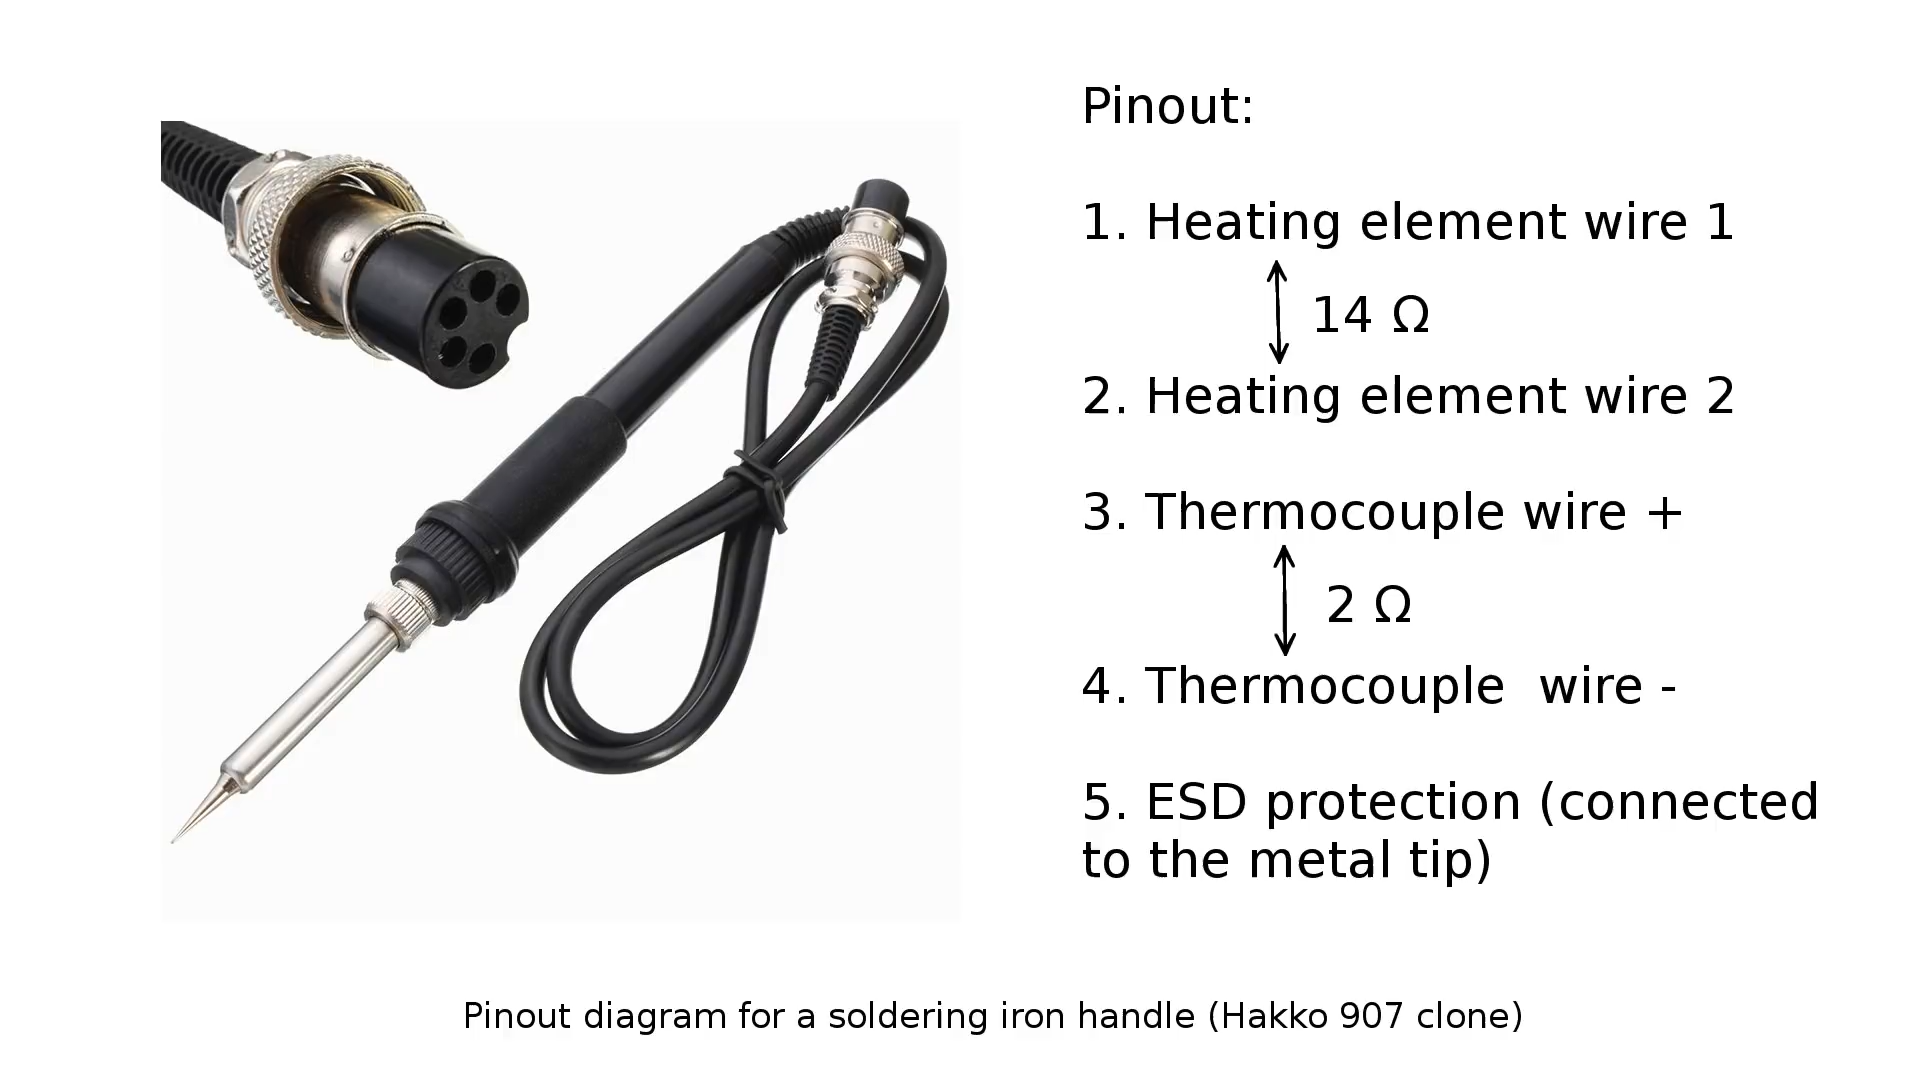 Pinout:
1. Heating element wire 1
14 Ω
2. Heating element wire 2
3. Thermocouple wire +
2 Ω
4. Thermocouple  wire -
5. ESD protection (connected
to the metal tip)
Pinout diagram for a soldering iron handle (Hakko 907 clone)